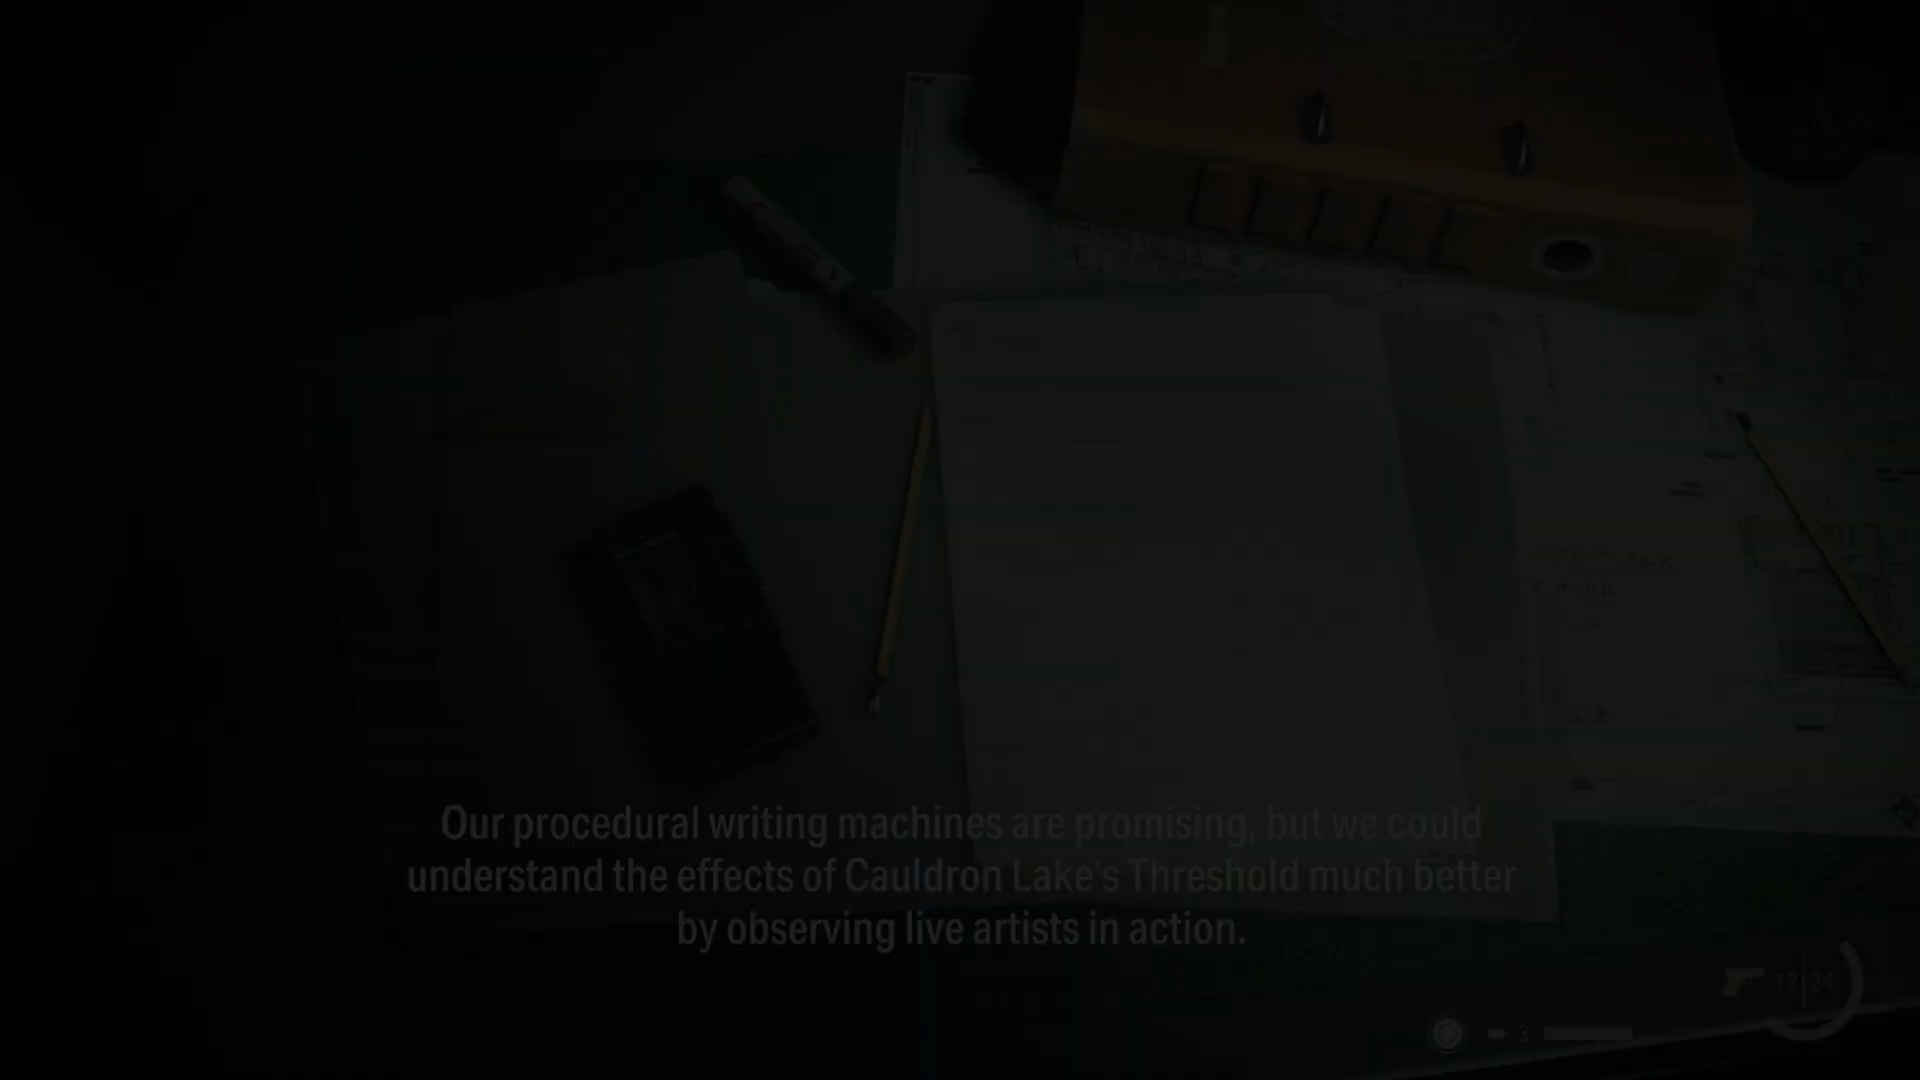 Our procedural writing machines are promising, but we could
understand the effects of Cauldron Lake's Threshold much better
by observing live artists in action.
3